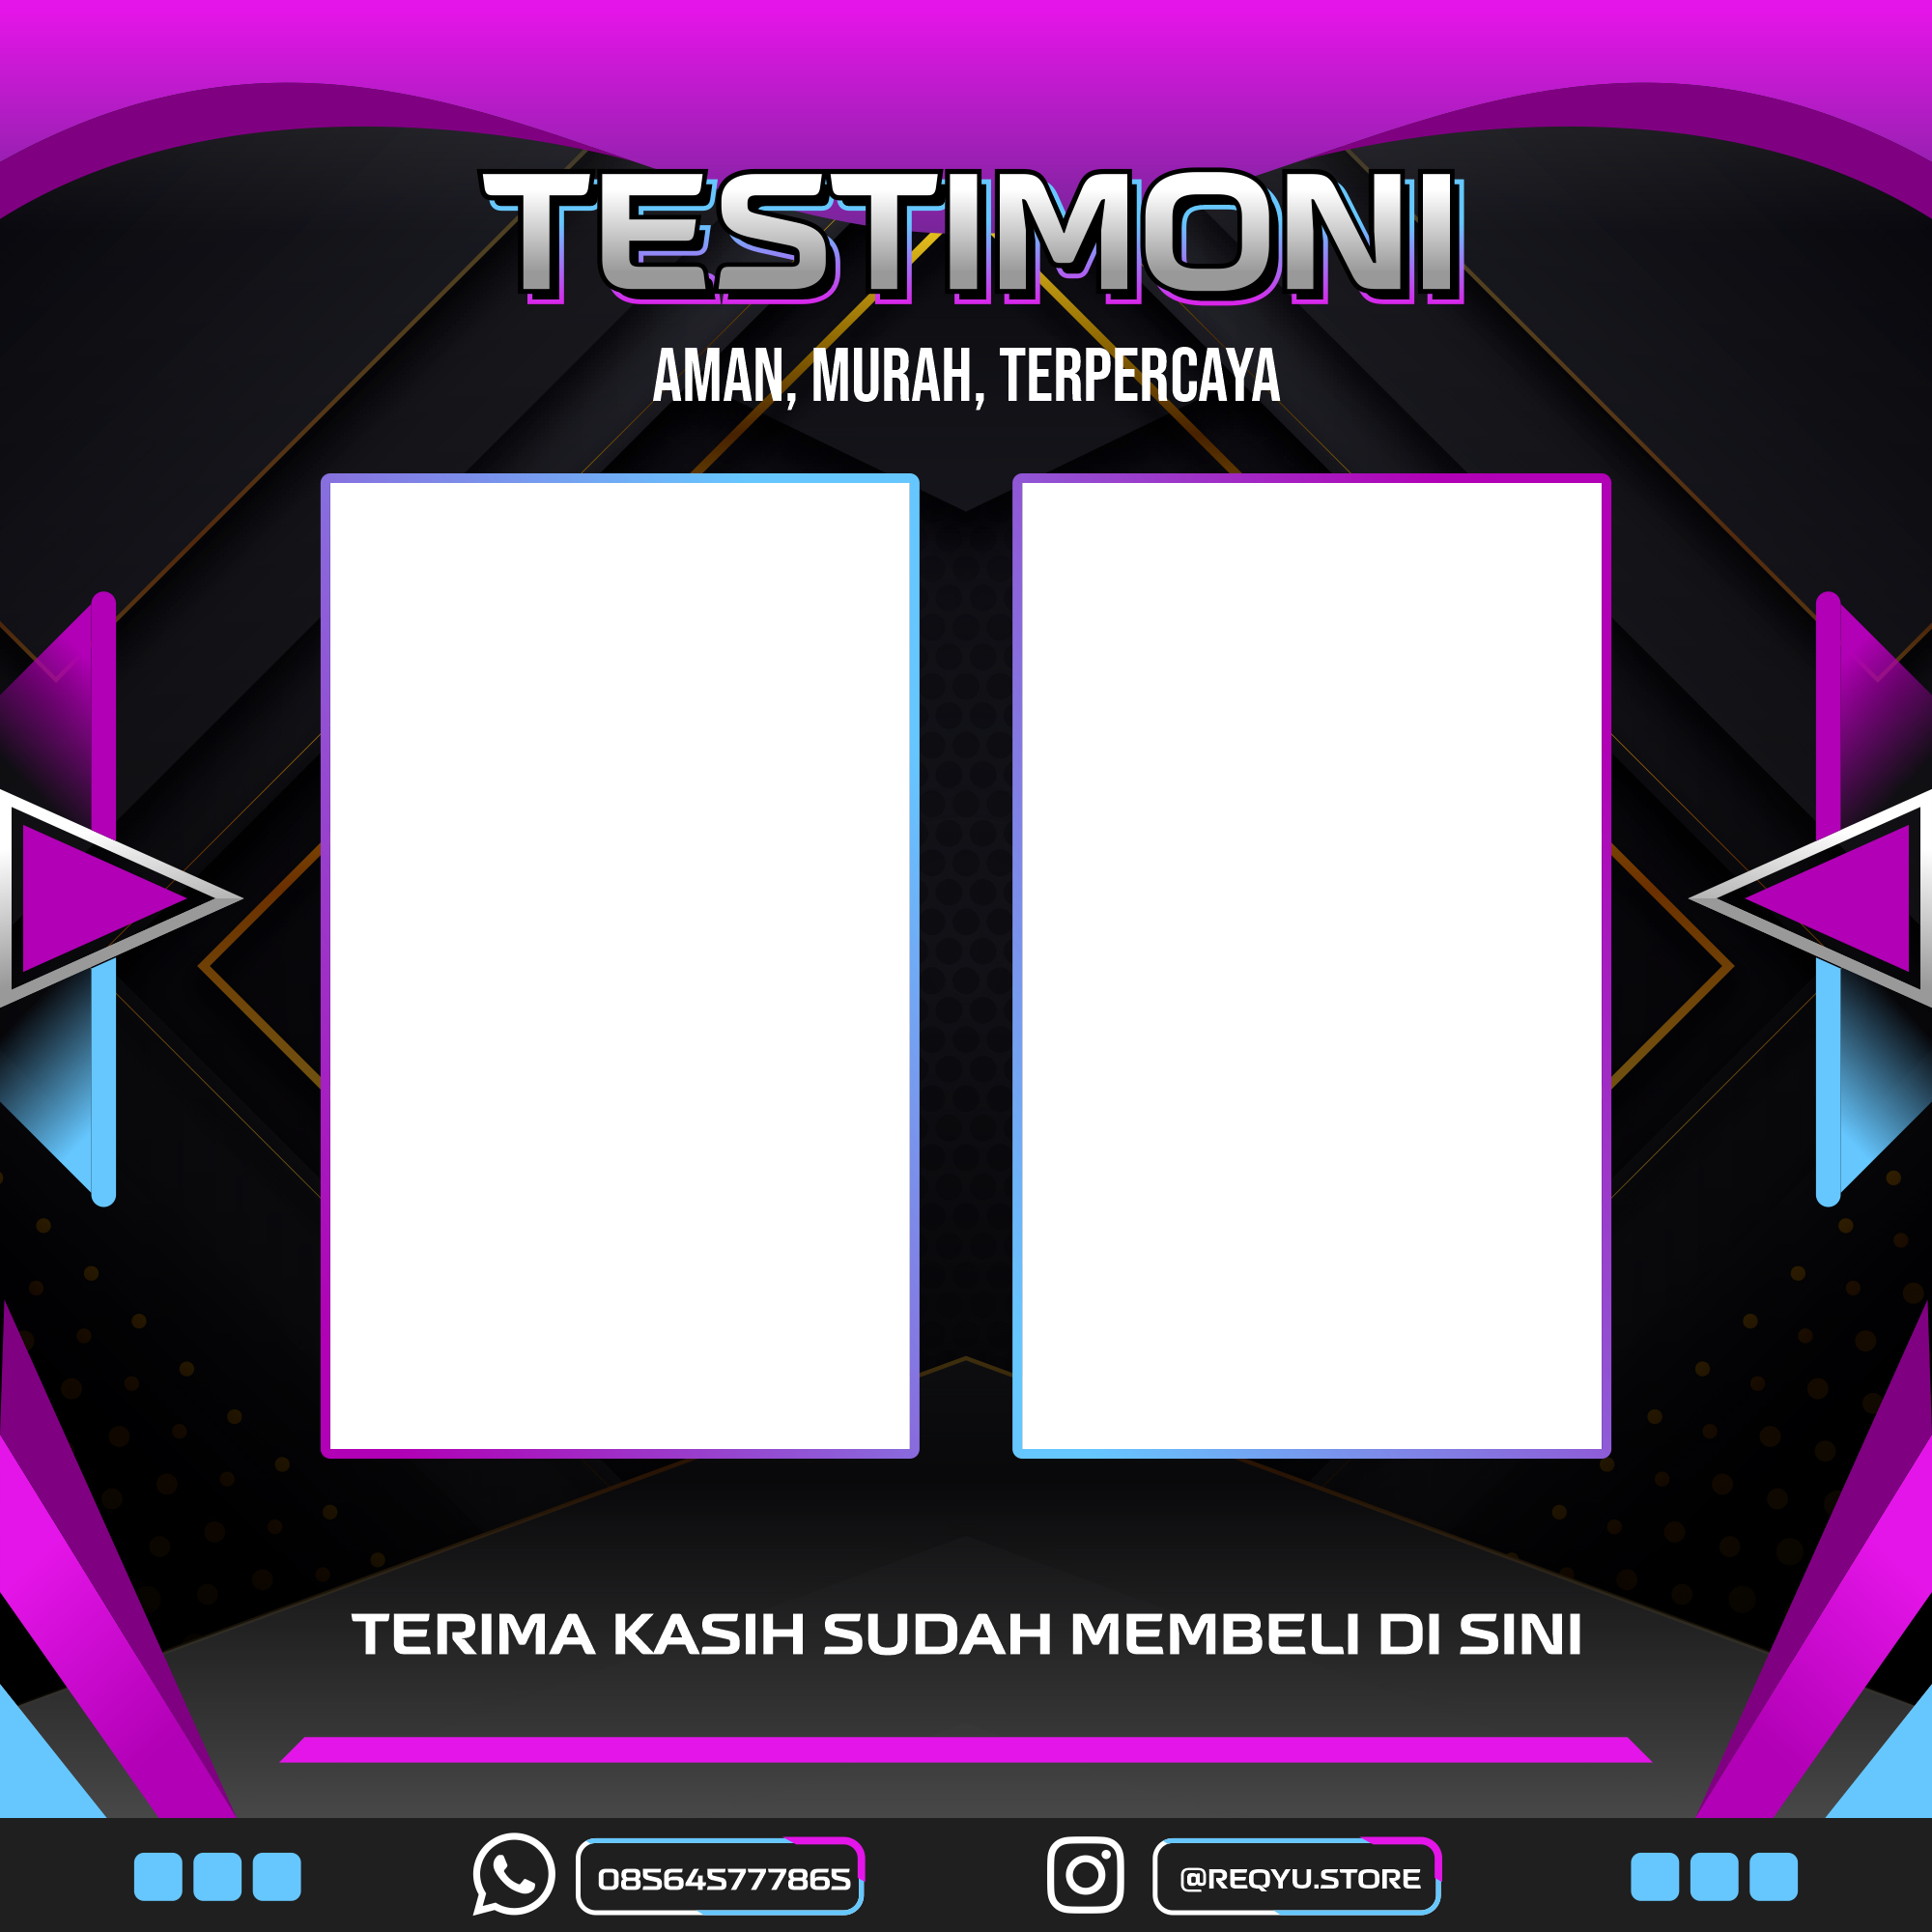 TESTIMONI
AMAN, MURAH, TERPERCAYA
TERIMA KASIH SUDAH MEMBELI DI SINI
085645777865
@REQYU.STORE